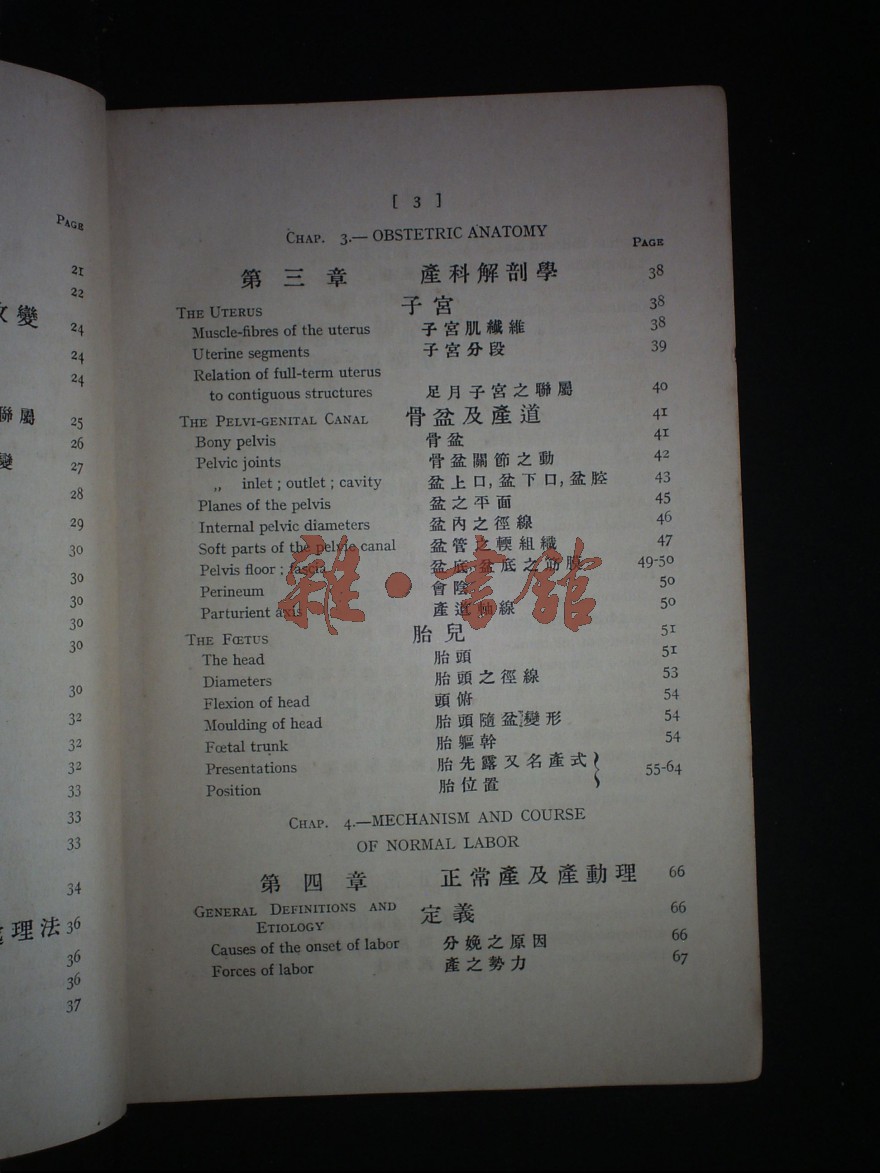 PAGE
21
22
變
24
24
24
聯屬
25
26
變
27
28
29
30
30
30
30
30
30
32
32
32
33
33
33
34
理法 36
36
36
37
[ 3 ]
CHAP. 3.— OBSTETRIC ANATOMY
PAGE
第三章 產科解剖學 38
THE UTERUS 子宮 38
Muscle-fibres of the uterus 子宮肌纖維 38
Uterine segments 子宮分段 39
Relation of full-term uterus
to contiguous structures 足月子宮之聯屬 40
THE PELVI-GENITAL CANAL 骨盆及產道 41
Bony pelvis 骨盆 41
Pelvic joints 骨盆關節之動 42
„ inlet ; outlet ; cavity 盆上口, 盆下口, 盆腔 43
Planes of the pelvis 盆之平面 45
Internal pelvic diameters 盆內之徑線 46
Soft parts of the pelvic canal 盆管之輭組織 47
Pelvis floor ; fascia 盆底, 盆底之筋膜 49-50
Perineum 會陰 50
Parturient axis 產道軸線 50
THE FŒTUS 胎兒 51
The head 胎頭 51
Diameters 胎頭之徑線 53
Flexion of head 頭俯 54
Moulding of head 胎頭隨盆變形 54
Fœtal trunk 胎軀幹 54
Presentations 胎先露又名產式
Position 胎位置 } 55-64
CHAP. 4.—MECHANISM AND COURSE
OF NORMAL LABOR
第四章 正常產及產動理 66
GENERAL DEFINITIONS AND
ETIOLOGY 定義 66
Causes of the onset of labor 分娩之原因 66
Forces of labor 產之勢力 67
雜·書館